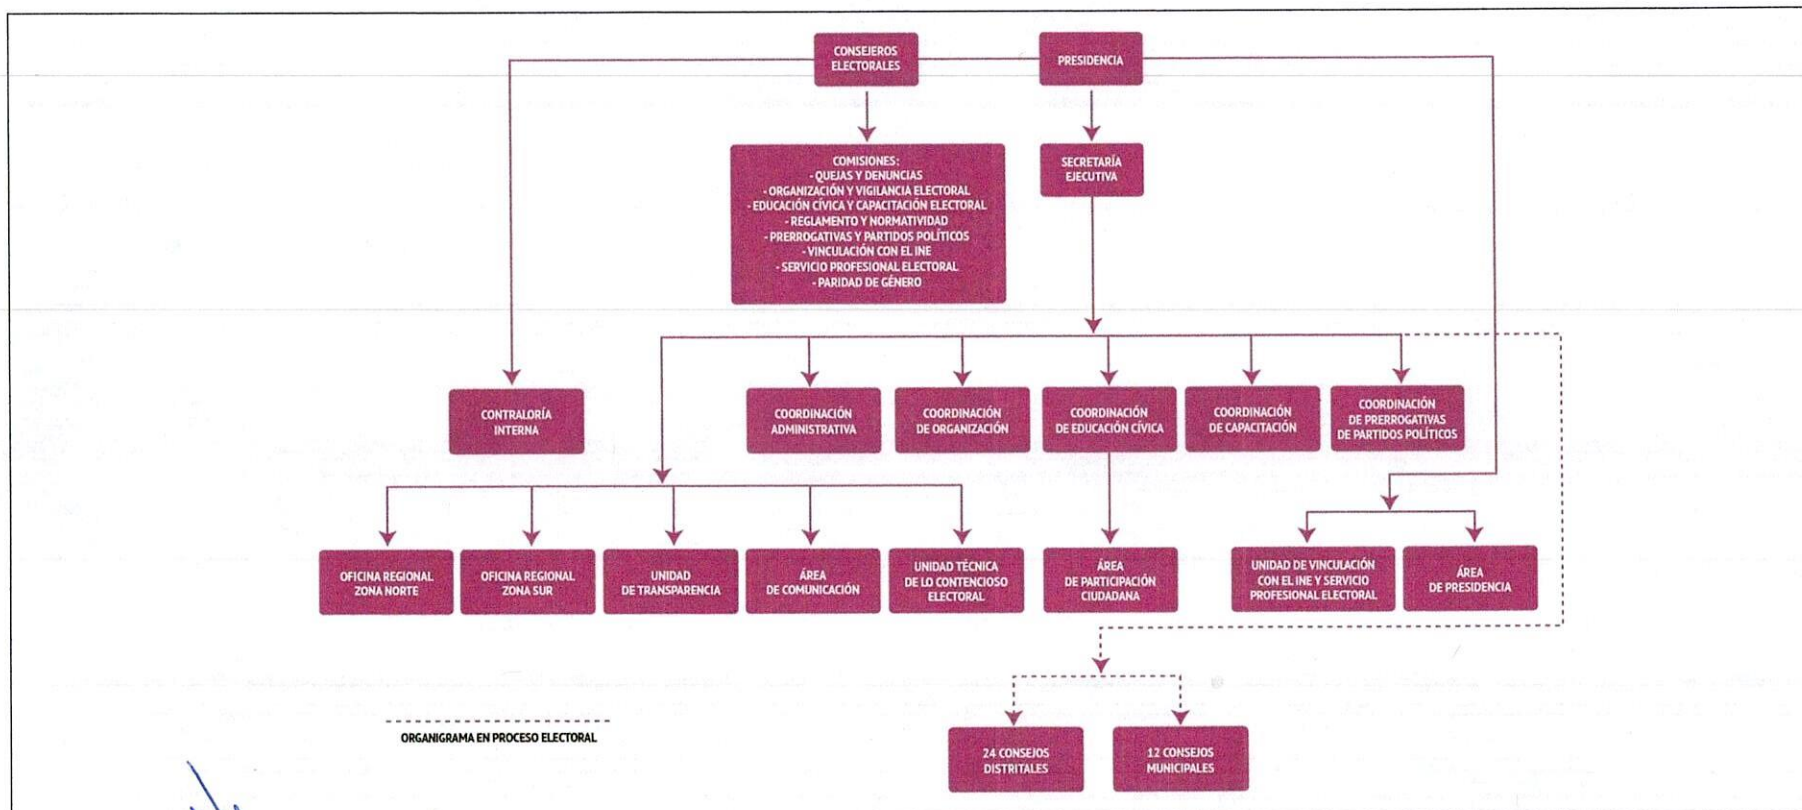 CONSEJEROS
ELECTORALES
PRESIDENCIA
COMISIONES:
- QUEJAS Y DENUNCIAS
- ORGANIZACIÓN Y VIGILANCIA ELECTORAL
- EDUCACIÓN CÍVICA Y CAPACITACIÓN ELECTORAL
- REGLAMENTO Y NORMATIVIDAD
- PRERROGATIVAS Y PARTIDOS POLÍTICOS
- VINCULACIÓN CON EL INE
- SERVICIO PROFESIONAL ELECTORAL
- PARIDAD DE GÉNERO
SECRETARÍA
EJECUTIVA
CONTRALORÍA
INTERNA
COORDINACIÓN
ADMINISTRATIVA
COORDINACIÓN
DE ORGANIZACIÓN
COORDINACIÓN
DE EDUCACIÓN CÍVICA
COORDINACIÓN
DE CAPACITACIÓN
COORDINACIÓN
DE PRERROGATIVAS
DE PARTIDOS POLÍTICOS
OFICINA REGIONAL
ZONA NORTE
OFICINA REGIONAL
ZONA SUR
UNIDAD
DE TRANSPARENCIA
ÁREA
DE COMUNICACIÓN
UNIDAD TÉCNICA
DE LO CONTENCIOSO
ELECTORAL
ÁREA
DE PARTICIPACIÓN
CIUDADANA
UNIDAD DE VINCULACIÓN
CON EL INE Y SERVICIO
PROFESIONAL ELECTORAL
ÁREA
DE PRESIDENCIA
ORGANIGRAMA EN PROCESO ELECTORAL
24 CONSEJOS
DISTRITALES
12 CONSEJOS
MUNICIPALES